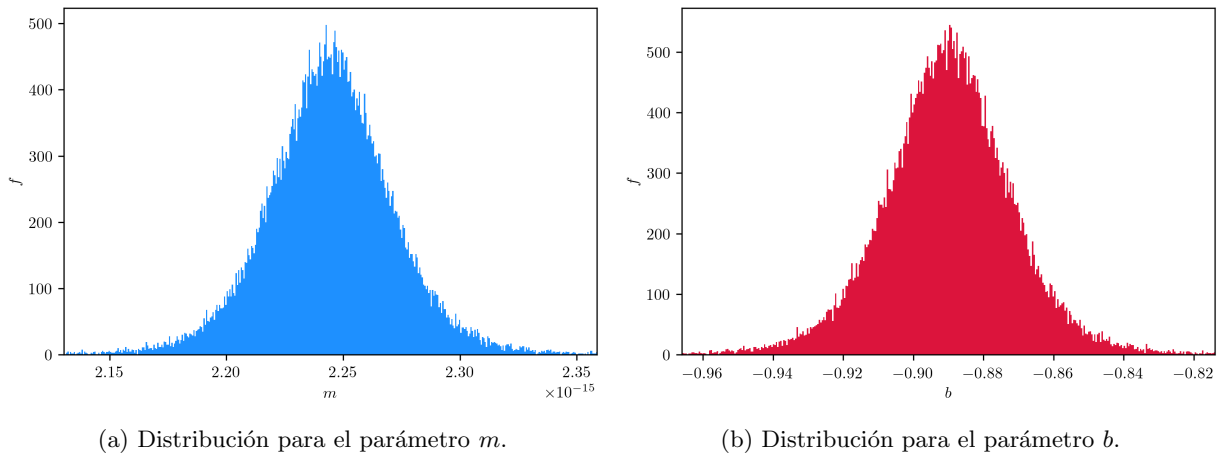 500
400
300
200
100
0
f
2.15 2.20 2.25 2.30 2.35
×10⁻¹⁵
m
500
400
300
200
100
0
f
−0.96 −0.94 −0.92 −0.90 −0.88 −0.86 −0.84 −0.82
b
(a) Distribución para el parámetro m.
(b) Distribución para el parámetro b.